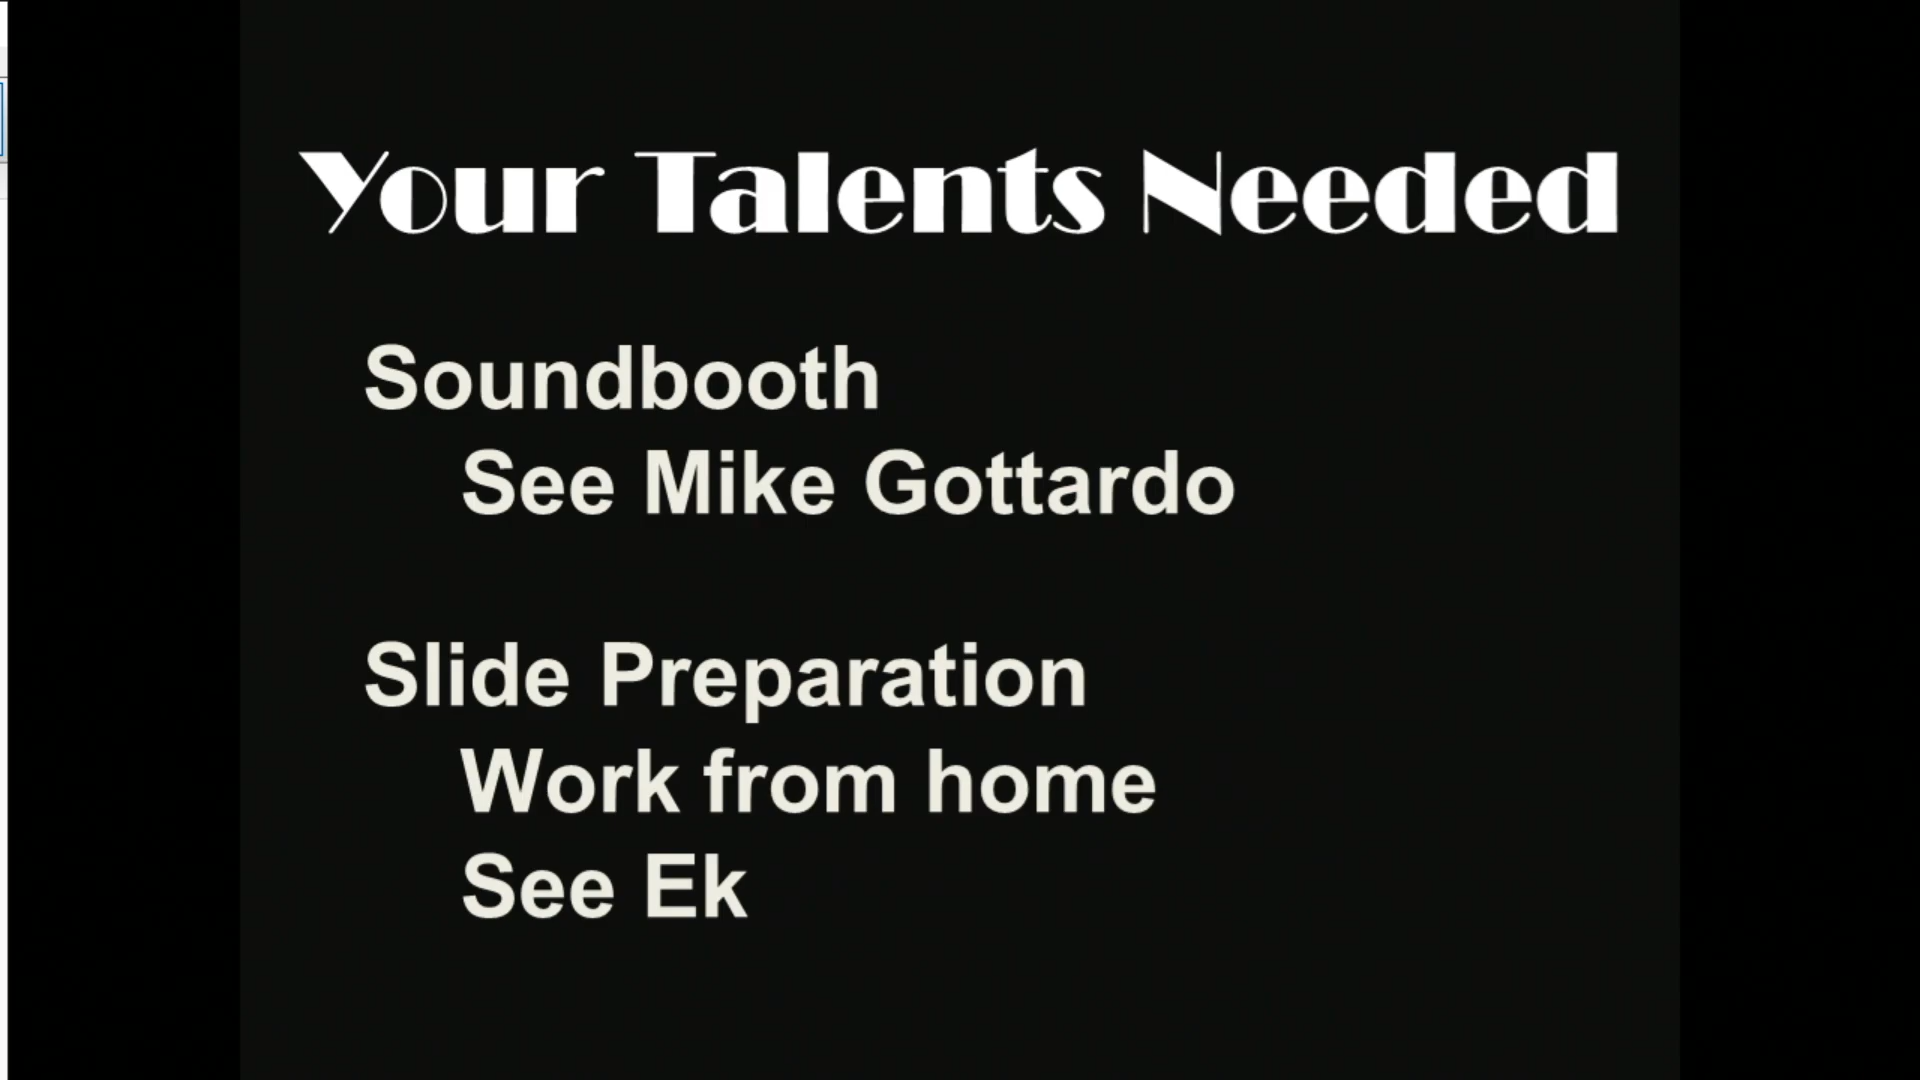 Your Talents Needed
Soundbooth
See Mike Gottardo
Slide Preparation
Work from home
See Ek